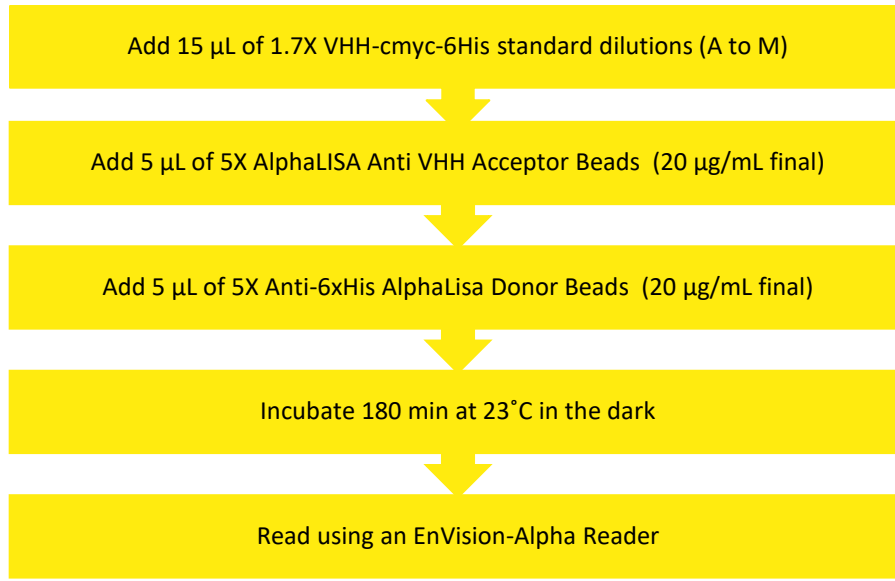 Add 15 µL of 1.7X VHH-cmyc-6His standard dilutions (A to M)
Add 5 µL of 5X AlphaLISA Anti VHH Acceptor Beads (20 µg/mL final)
Add 5 µL of 5X Anti-6xHis AlphaLisa Donor Beads (20 µg/mL final)
Incubate 180 min at 23˚C in the dark
Read using an EnVision-Alpha Reader